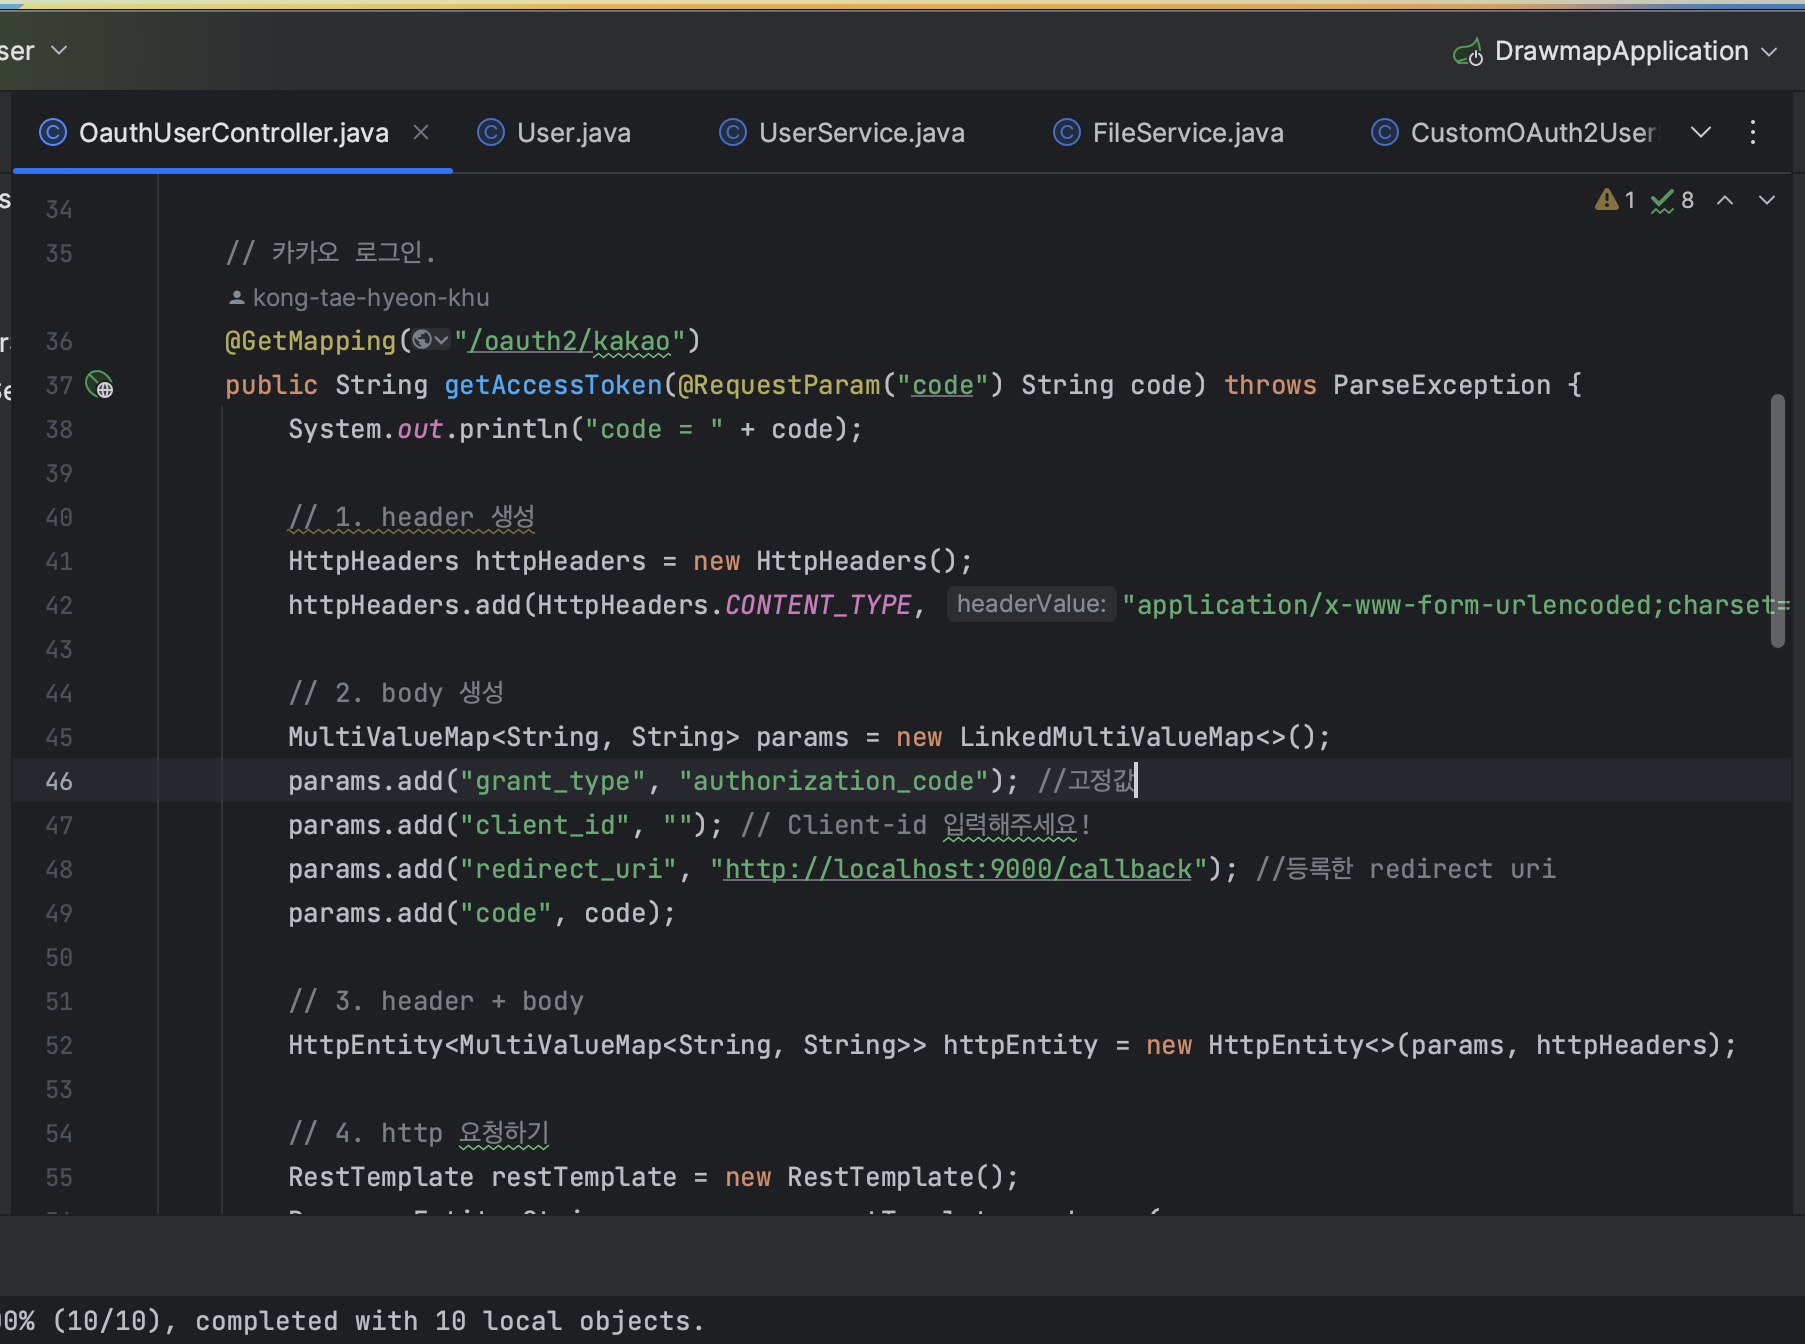 DrawmapApplication
OauthUserController.java User.java UserService.java FileService.java CustomOAuth2User
1 8
34
35 // 카카오 로그인.
kong-tae-hyeon-khu
36 @GetMapping("/oauth2/kakao")
37 public String getAccessToken(@RequestParam("code") String code) throws ParseException {
38 System.out.println("code = " + code);
39
40 // 1. header 생성
41 HttpHeaders httpHeaders = new HttpHeaders();
42 httpHeaders.add(HttpHeaders.CONTENT_TYPE, headerValue: "application/x-www-form-urlencoded;charset=
43
44 // 2. body 생성
45 MultiValueMap<String, String> params = new LinkedMultiValueMap<>();
46 params.add("grant_type", "authorization_code"); //고정값
47 params.add("client_id", ""); // Client-id 입력해주세요!
48 params.add("redirect_uri", "http://localhost:9000/callback"); //등록한 redirect uri
49 params.add("code", code);
50
51 // 3. header + body
52 HttpEntity<MultiValueMap<String, String>> httpEntity = new HttpEntity<>(params, httpHeaders);
53
54 // 4. http 요청하기
55 RestTemplate restTemplate = new RestTemplate();
(10/10), completed with 10 local objects.